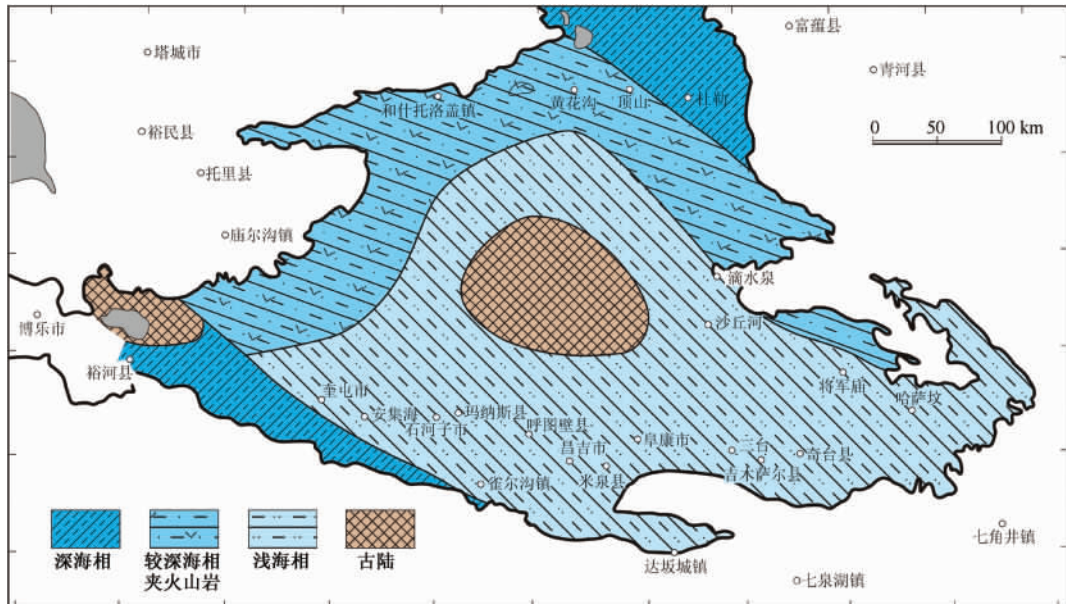 富蕴县
塔城市
青河县
和什托洛盖镇
黄花沟
顶山
杜勒
0 50 100 km
裕民县
托里县
庙尔沟镇
滴水泉
博乐市
沙丘河
裕河县
将军庙
奎屯市
哈萨坟
安集海
玛纳斯县
石河子市
呼图壁县
阜康市
昌吉市
三台
奇台县
米泉县
吉木萨尔县
雀尔沟镇
七角井镇
达坂城镇
七泉湖镇
深海相
较深海相
夹火山岩
浅海相
古陆